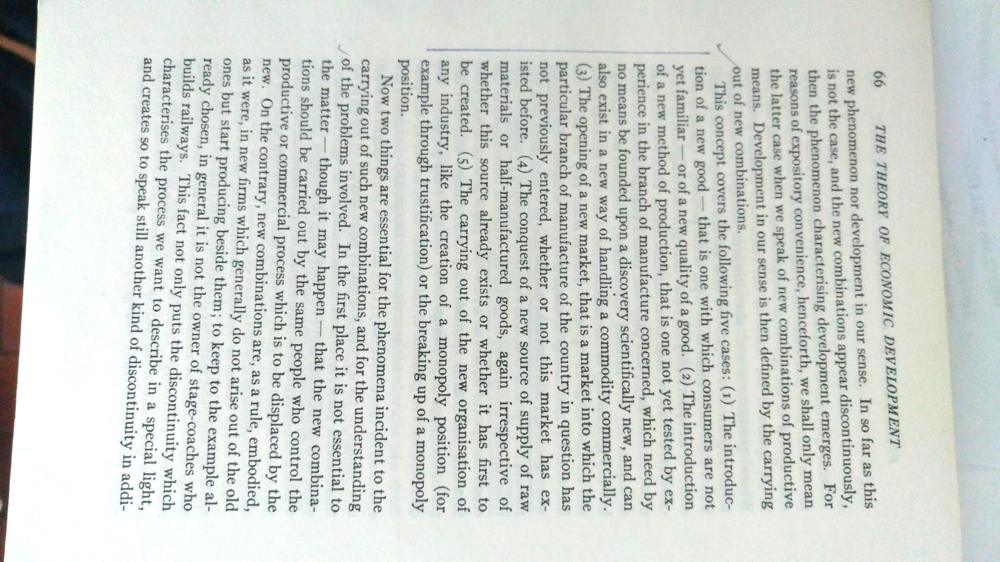 66 THE THEORY OF ECONOMIC DEVELOPMENT
new phenomenon nor development in our sense. In so far as this
is not the case, and the new combinations appear discontinuously,
then the phenomenon characterising development emerges. For
reasons of expository convenience, henceforth, we shall only mean
the latter case when we speak of new combinations of productive
means. Development in our sense is then defined by the carrying
out of new combinations.
This concept covers the following five cases: (1) The introduc-
tion of a new good — that is one with which consumers are not
yet familiar — or of a new quality of a good. (2) The introduction
of a new method of production, that is one not yet tested by ex-
perience in the branch of manufacture concerned, which need by
no means be founded upon a discovery scientifically new, and can
also exist in a new way of handling a commodity commercially.
(3) The opening of a new market, that is a market into which the
particular branch of manufacture of the country in question has
not previously entered, whether or not this market has ex-
isted before. (4) The conquest of a new source of supply of raw
materials or half-manufactured goods, again irrespective of
whether this source already exists or whether it has first to
be created. (5) The carrying out of the new organisation of
any industry, like the creation of a monopoly position (for
example through trustification) or the breaking up of a monopoly
position.
Now two things are essential for the phenomena incident to the
carrying out of such new combinations, and for the understanding
of the problems involved. In the first place it is not essential to
the matter — though it may happen — that the new combina-
tions should be carried out by the same people who control the
productive or commercial process which is to be displaced by the
new. On the contrary, new combinations are, as a rule, embodied,
as it were, in new firms which generally do not arise out of the old
ones but start producing beside them; to keep to the example al-
ready chosen, in general it is not the owner of stage-coaches who
builds railways. This fact not only puts the discontinuity which
characterises the process we want to describe in a special light,
and creates so to speak still another kind of discontinuity in addi-